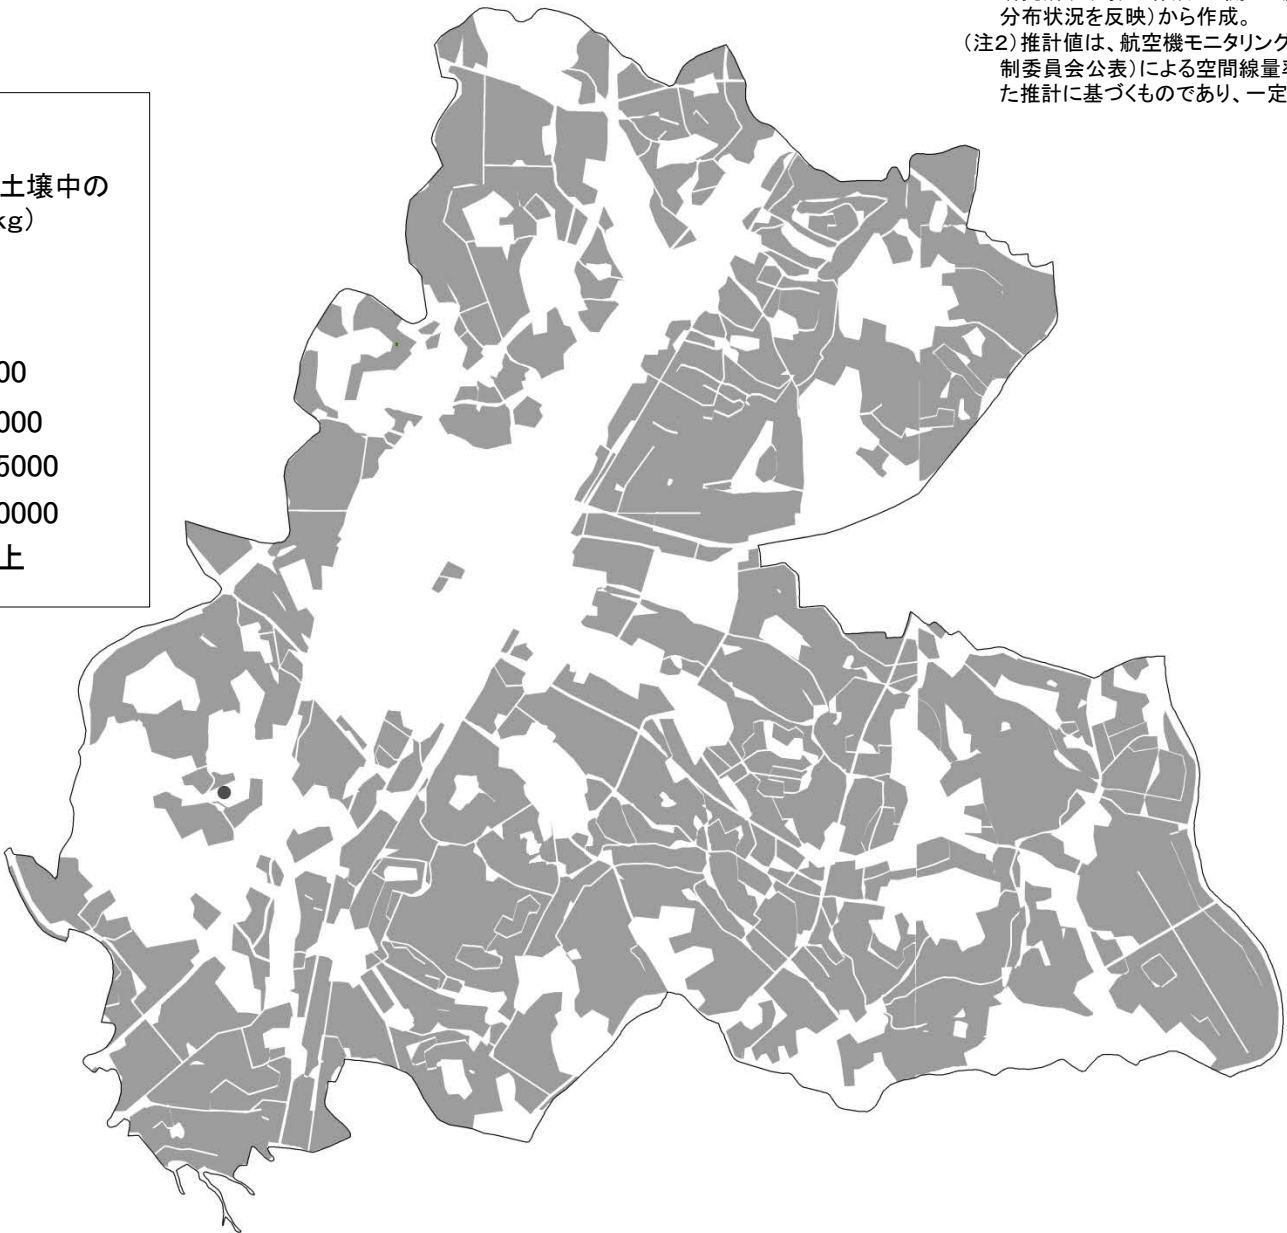 分布状況を反映)から作成。
(注2)推計値は、航空機モニタリング
制委員会公表)による空間線量
た推計に基づくものであり、一定
土壌中の
kg)
00
000
5000
0000
上